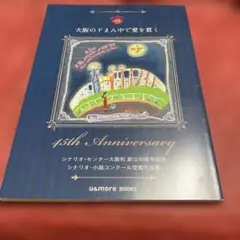 大阪のドまん中で愛を貫く
45th Anniversary
シナリオ・センター大阪校 創立45周年記念
シナリオ・小説コンクール受賞作品集
U&MORE BOOKS